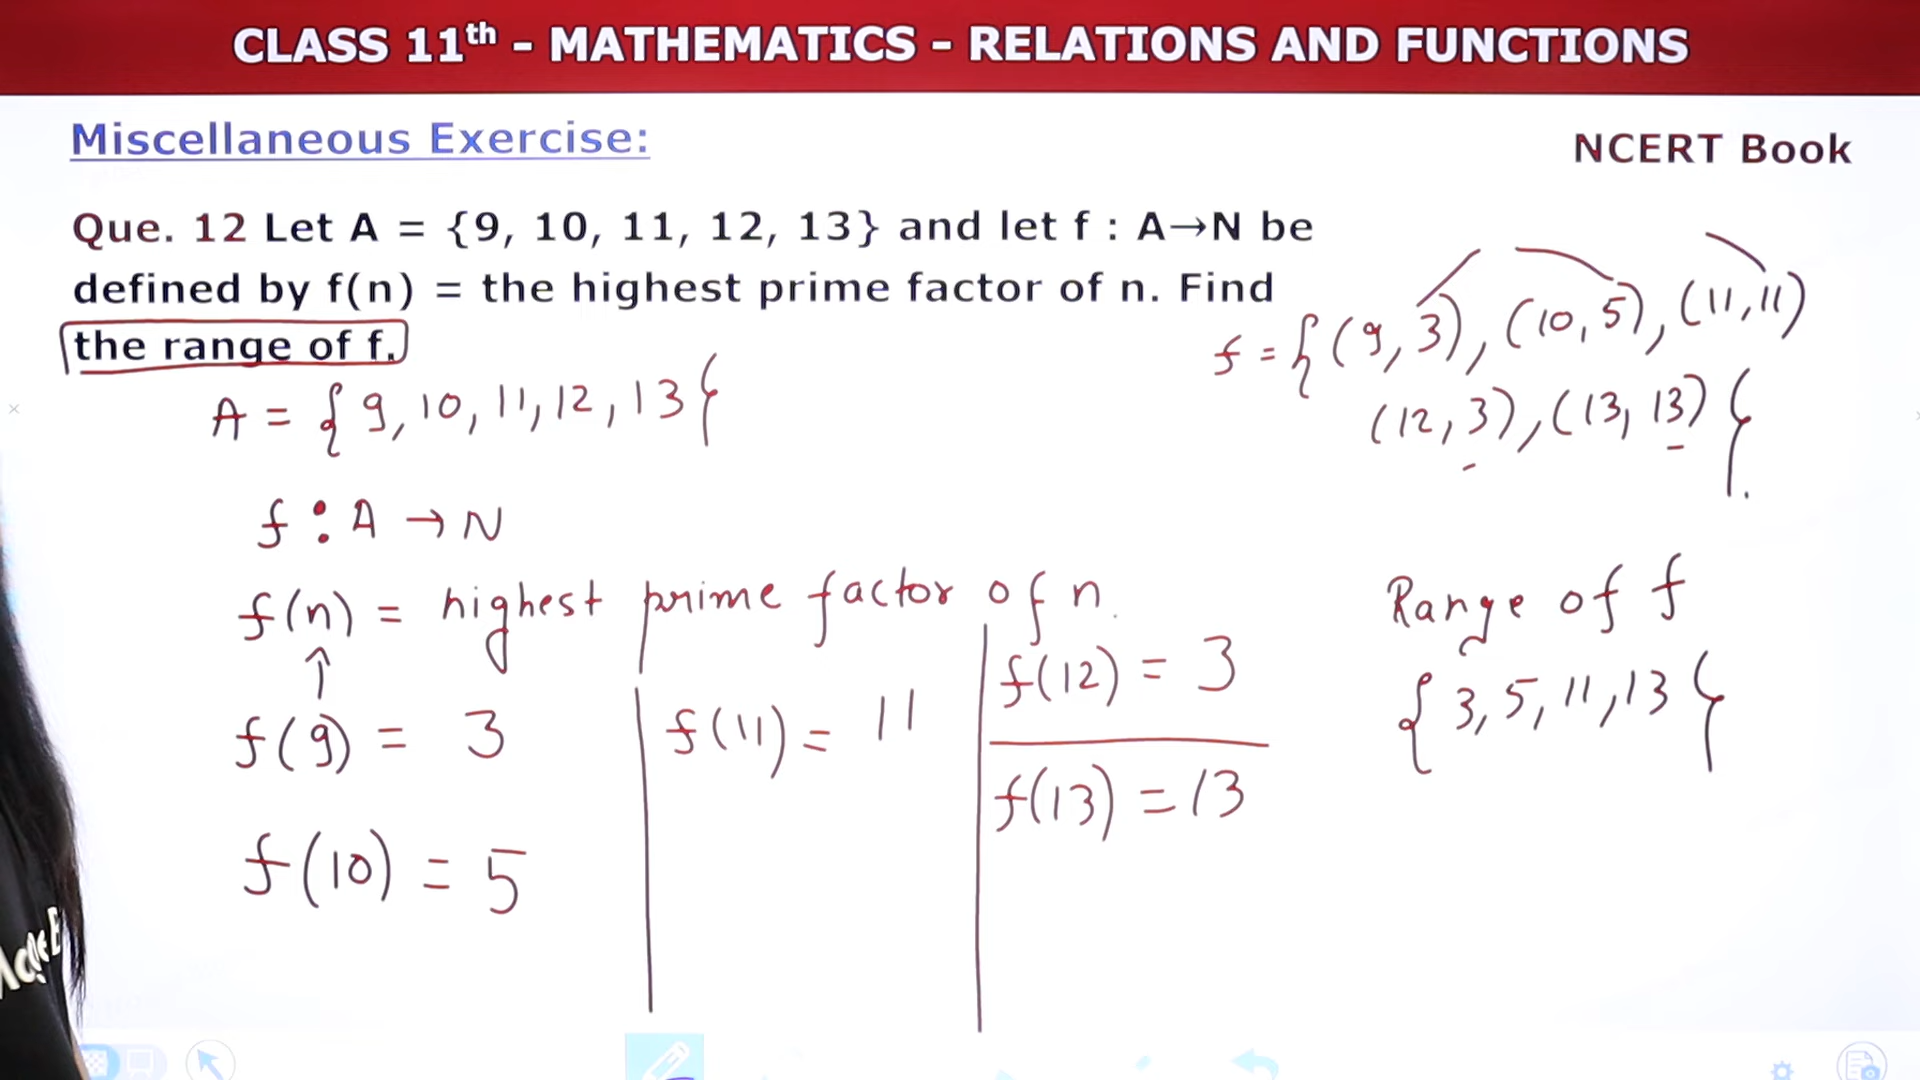 CLASS 11th - MATHEMATICS - RELATIONS AND FUNCTIONS
Miscellaneous Exercise:
NCERT Book
Que. 12 Let A = {9, 10, 11, 12, 13} and let f : A→N be
defined by f(n) = the highest prime factor of n. Find
the range of f.
f = {(9, 3), (10, 5), (11, 11)
(12, 3), (13, 13)}.
A = {9, 10, 11, 12, 13}
f : A → N
f(n) = highest prime factor of n.
↑
f(9) = 3
f(10) = 5
f(11) = 11
f(12) = 3
f(13) = 13
Range of f
{3, 5, 11, 13}